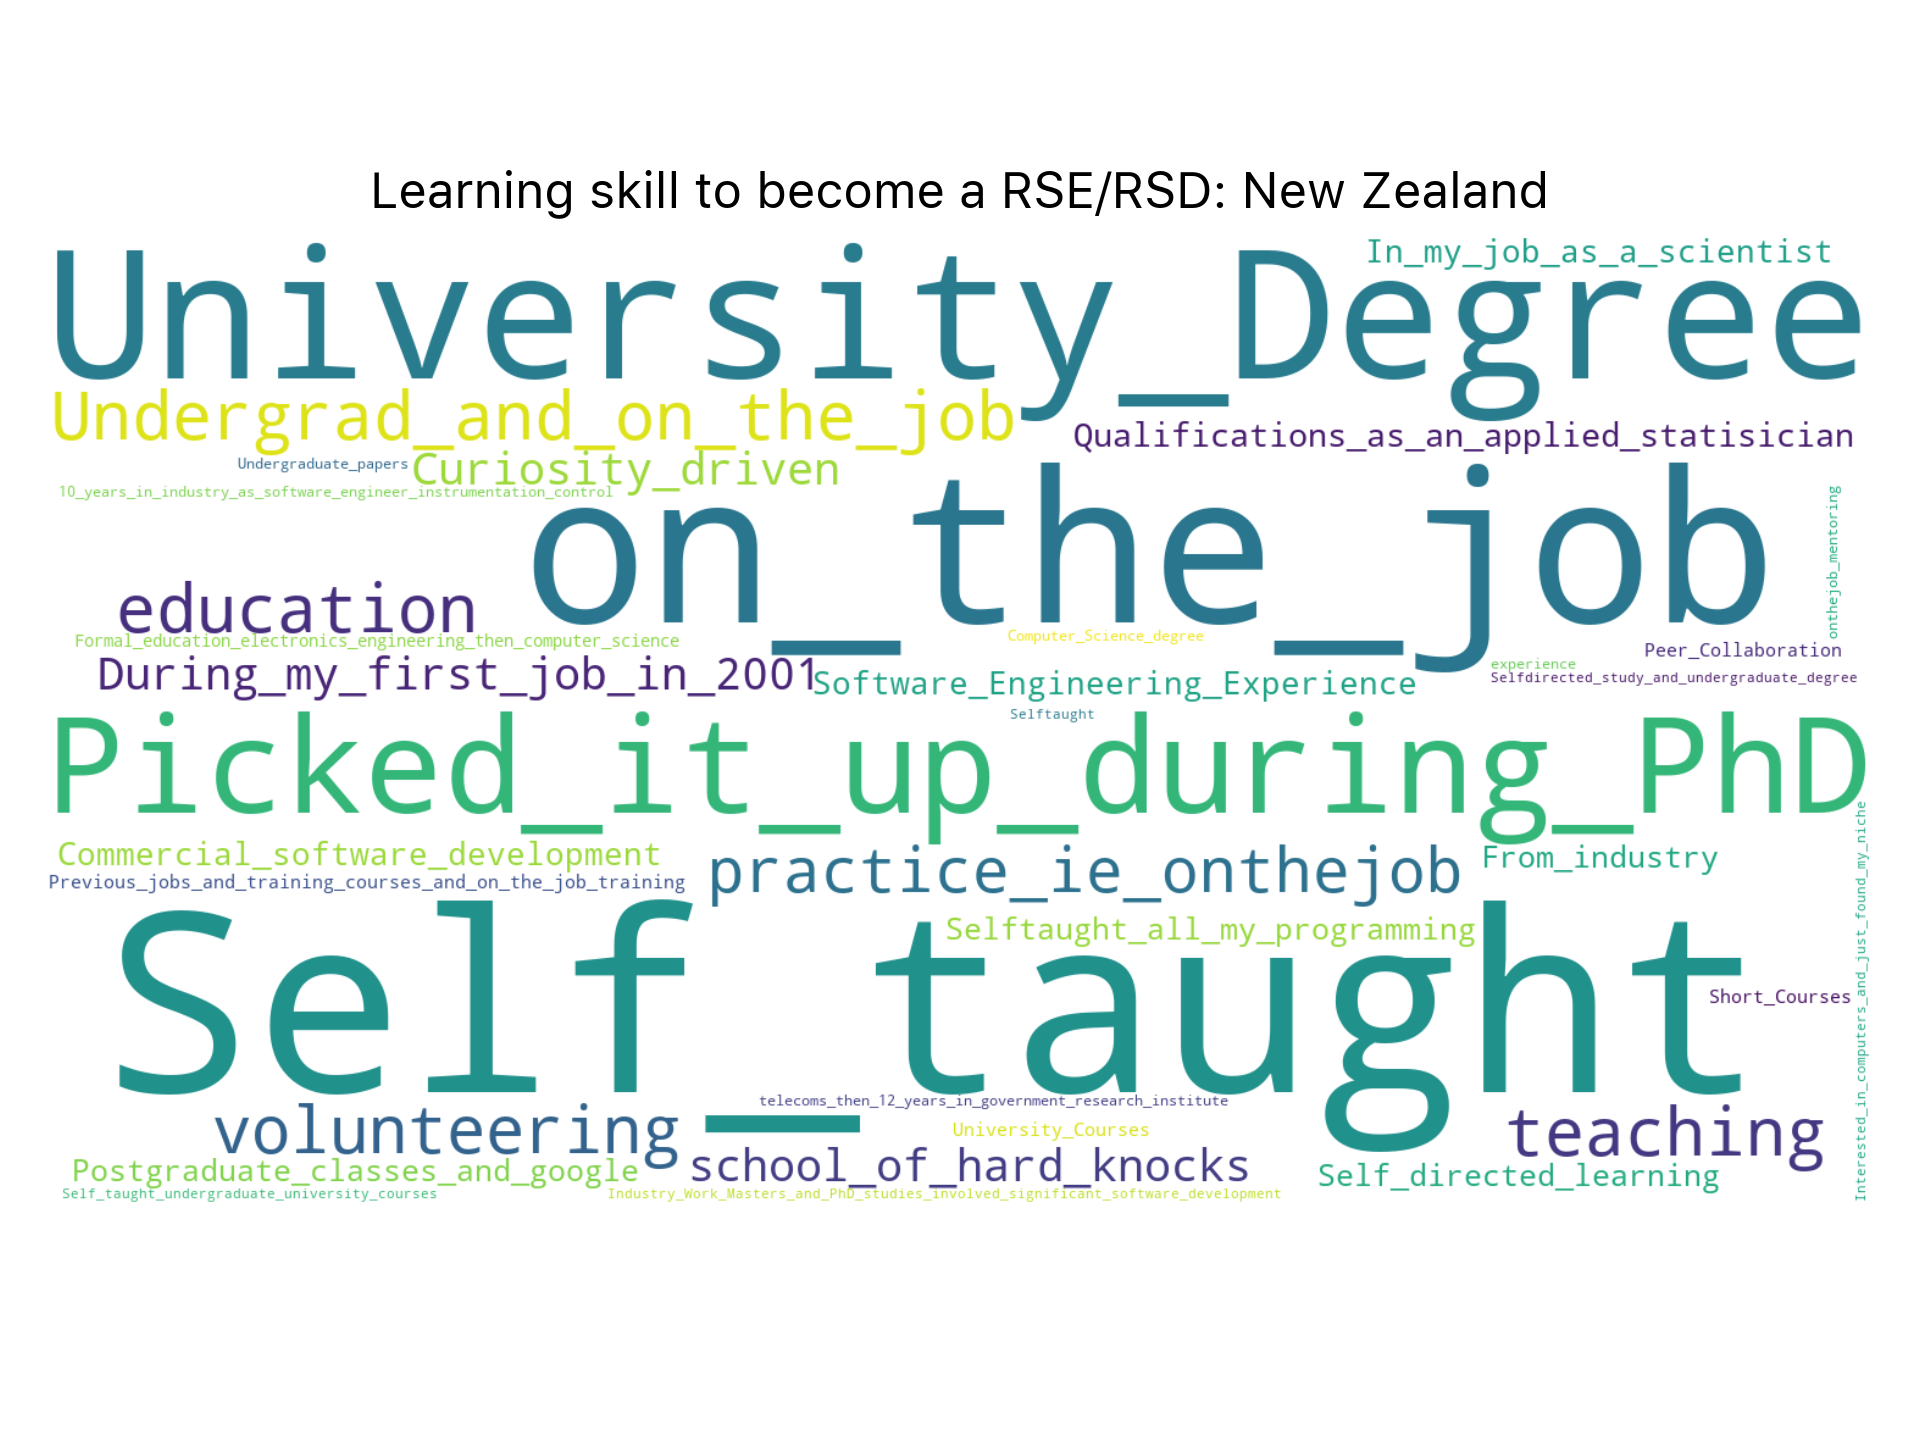 Learning skill to become a RSE/RSD: New Zealand
In_my_job_as_a_scientist
University_Degree
Undergrad_and_on_the_job
Qualifications_as_an_applied_statisician
Undergraduate_papers
Curiosity_driven
10_years_in_industry_as_software_engineer_instrumentation_control
on_the_job
onthejob_mentoring
education
Formal_education_electronics_engineering_then_computer_science
Computer_Science_degree
Peer_Collaboration
During_my_first_job_in_2001
Software_Engineering_Experience
experience
Selfdirected_study_and_undergraduate_degree
Selftaught
Picked_it_up_during_PhD
Commercial_software_development
practice_ie_onthejob
From_industry
Previous_jobs_and_training_courses_and_on_the_job_training
Interested_in_computers_and_just_found_my_niche
Selftaught_all_my_programming
Self_taught
Short_Courses
telecoms_then_12_years_in_government_research_institute
volunteering
University_Courses
teaching
Postgraduate_classes_and_google
school_of_hard_knocks
Self_directed_learning
Self_taught_undergraduate_university_courses
Industry_Work_Masters_and_PhD_studies_involved_significant_software_development